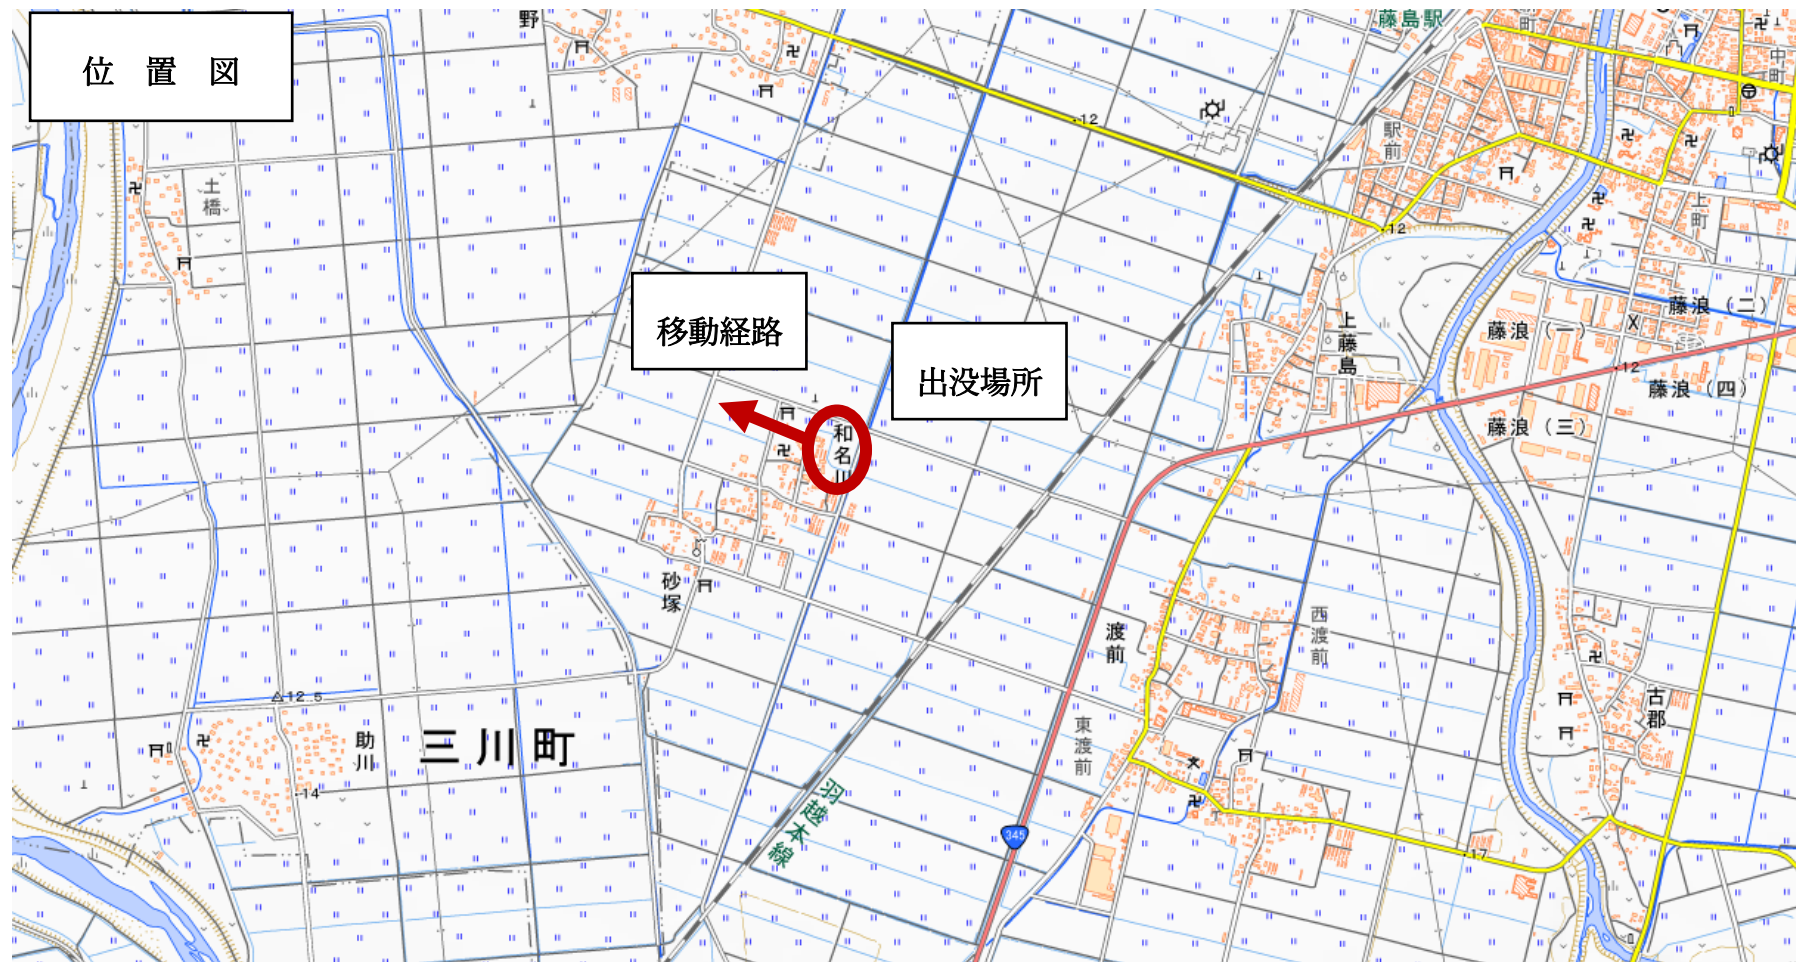 位 置 図
野
藤島駅
町
中町
12
駅前
土橋
上町
12
移動経路
出没場所
上藤島
藤浪（一）
藤浪（二）
12
藤浪（三）
藤浪（四）
和名川
砂塚
渡前
西渡前
古郡
12.5
助川
三川町
東渡前
14
羽越本線
345
17